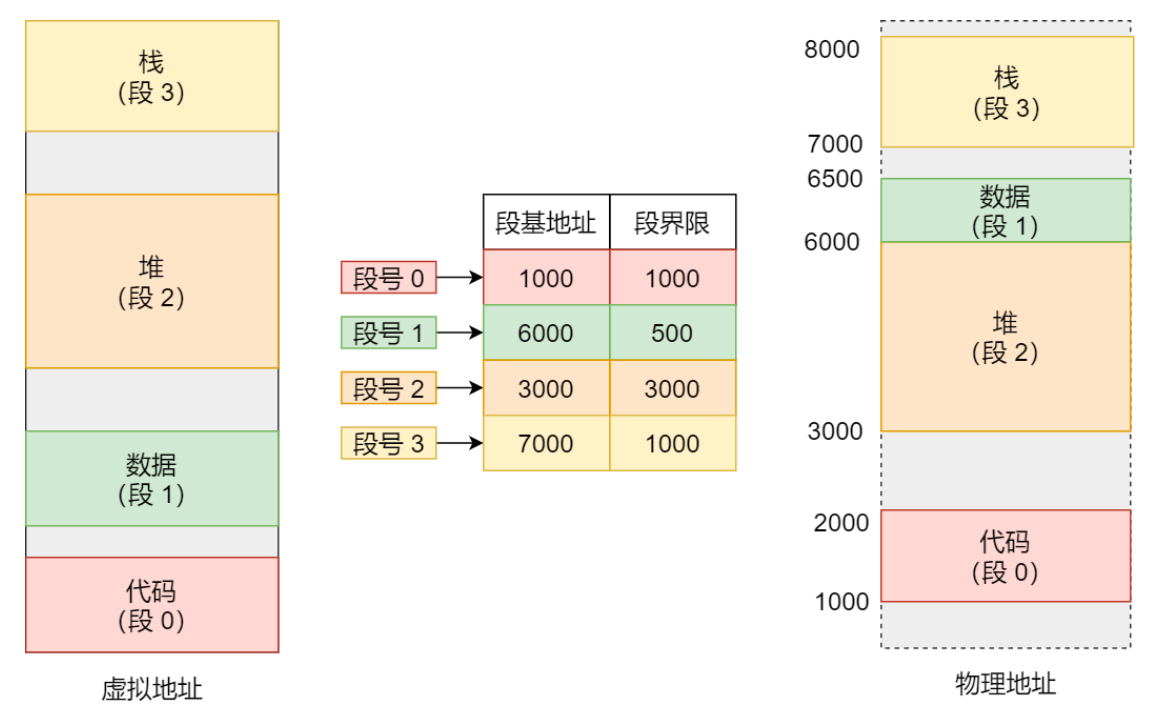 栈
(段 3)
堆
(段 2)
数据
(段 1)
代码
(段 0)
虚拟地址
段基地址 段界限
段号 0 1000 1000
段号 1 6000 500
段号 2 3000 3000
段号 3 7000 1000
8000
栈
(段 3)
7000
6500
数据
(段 1)
6000
堆
(段 2)
3000
2000
代码
(段 0)
1000
物理地址